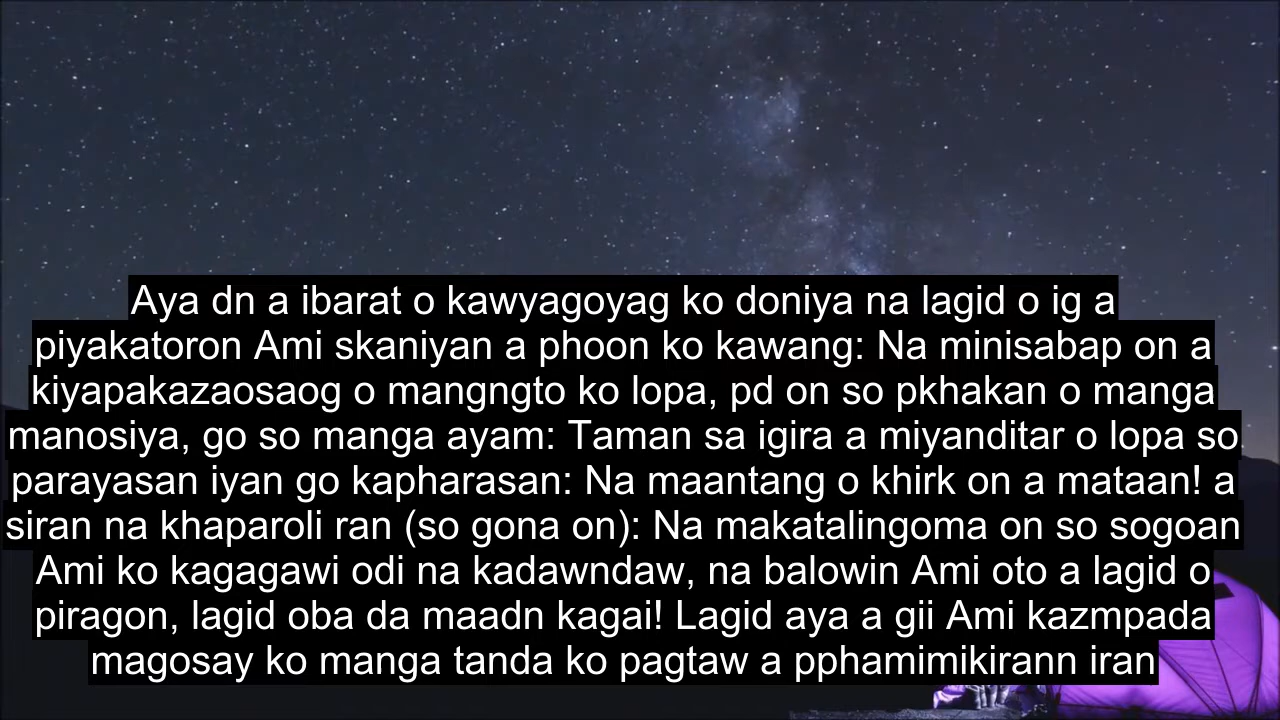 Aya dn a ibarat o kawyagoyag ko doniya na lagid o ig a
piyakatoron Ami skaniyan a phoon ko kawang: Na minisabap on a
kiyapakazaosaog o mangngto ko lopa, pd on so pkhakan o manga
manosiya, go so manga ayam: Taman sa igira a miyanditar o lopa so
parayasan iyan go kapharasan: Na maantang o khirk on a mataan! a
siran na khaparoli ran (so gona on): Na makatalingoma on so sogoan
Ami ko kagagawi odi na kadawndaw, na balowin Ami oto a lagid o
piragon, lagid oba da maadn kagai! Lagid aya a gii Ami kazmpada
magosay ko manga tanda ko pagtaw a pphamimikirann iran